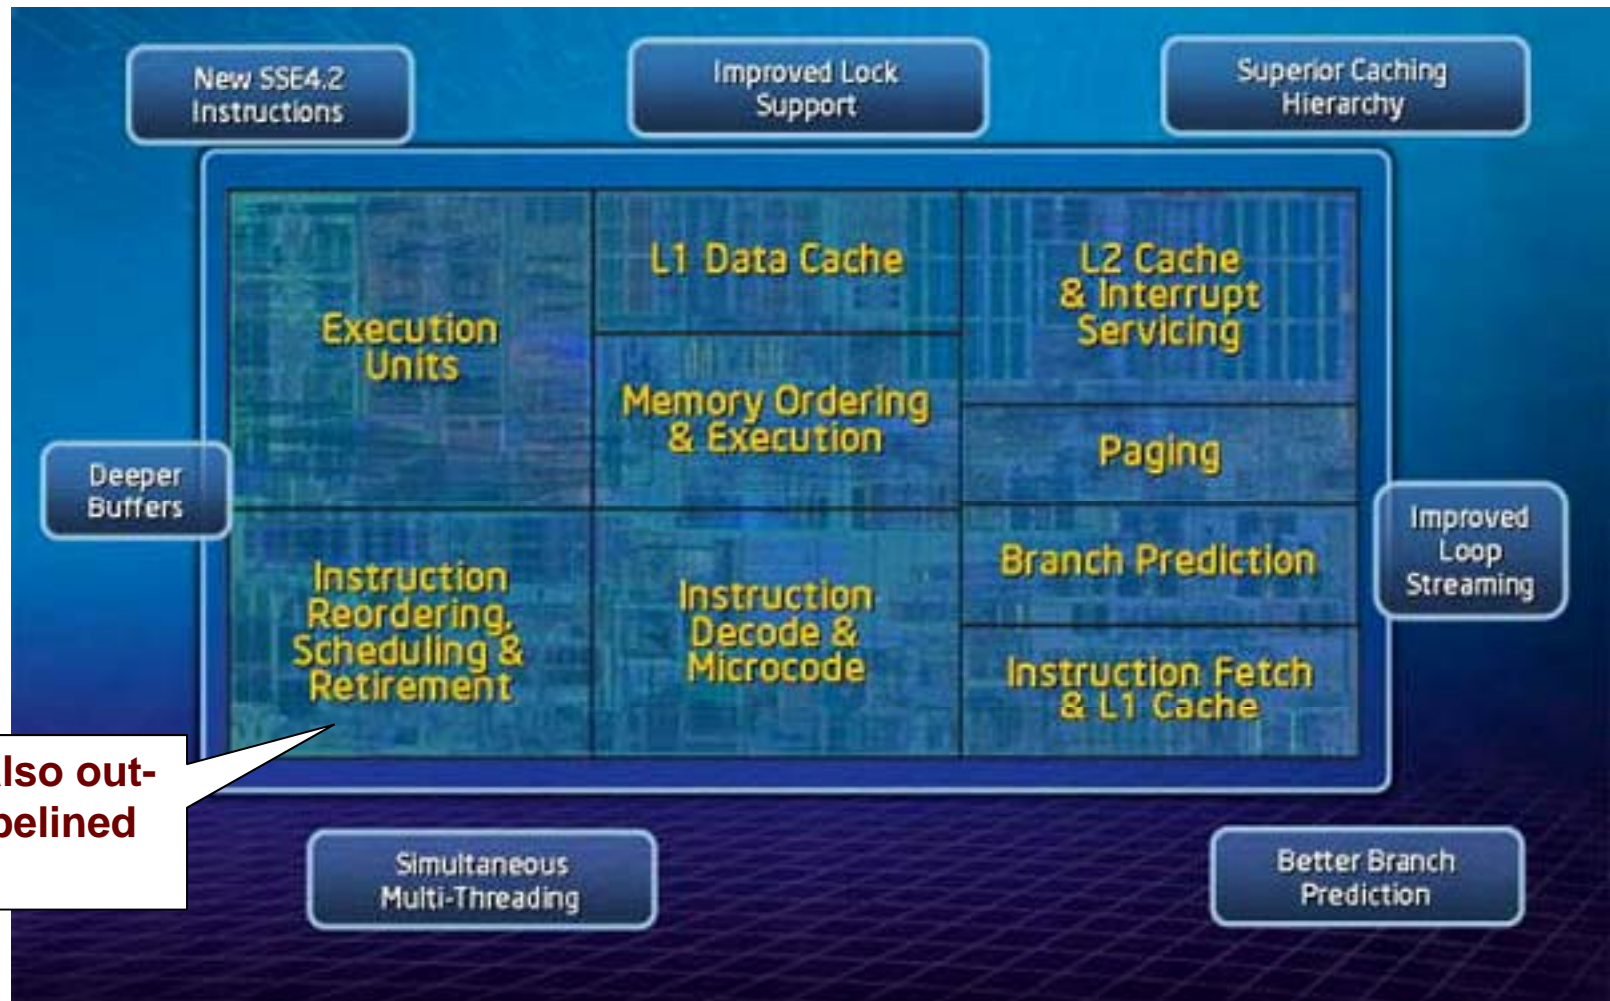 New SSE4.2
Instructions
Improved Lock
Support
Superior Caching
Hierarchy
Execution
Units
L1 Data Cache
L2 Cache
& Interrupt
Servicing
Memory Ordering
& Execution
Paging
Deeper
Buffers
Improved
Loop
Streaming
Branch Prediction
Instruction
Reordering,
Scheduling &
Retirement
Instruction
Decode &
Microcode
Instruction Fetch
& L1 Cache
also out-
pelined
Simultaneous
Multi-Threading
Better Branch
Prediction